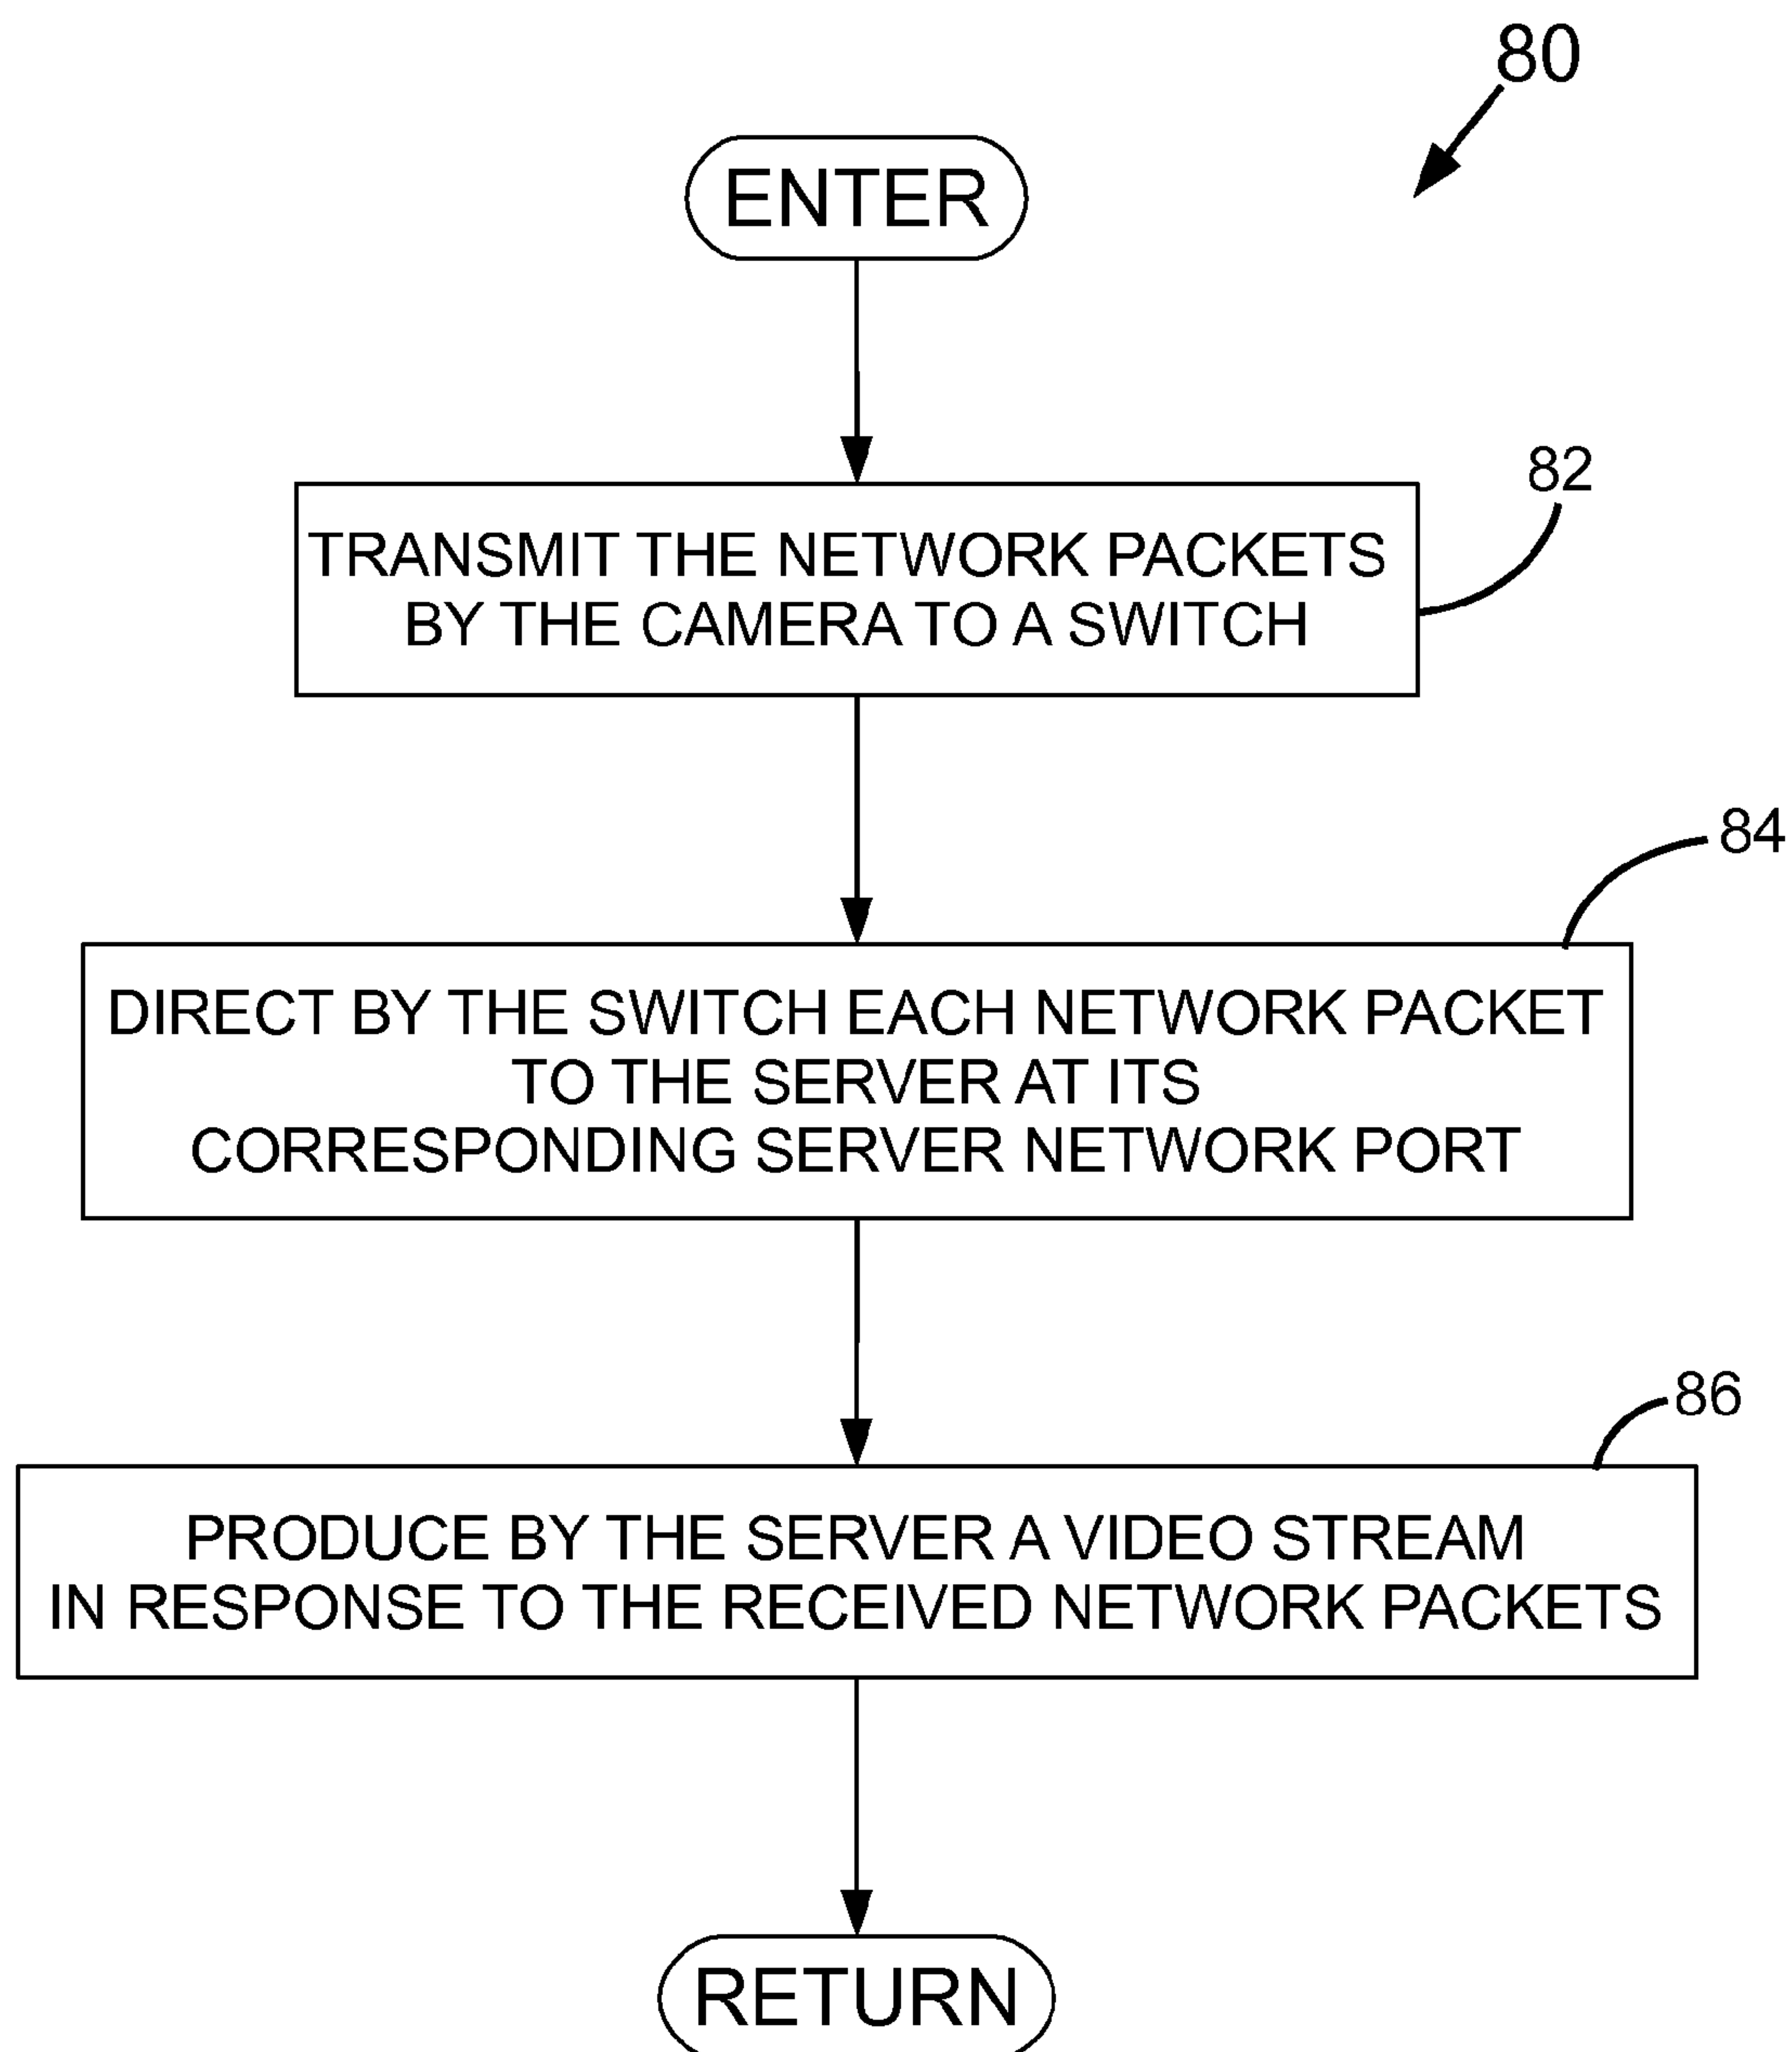 80
ENTER
82
TRANSMIT THE NETWORK PACKETS
BY THE CAMERA TO A SWITCH
84
DIRECT BY THE SWITCH EACH NETWORK PACKET
TO THE SERVER AT ITS
CORRESPONDING SERVER NETWORK PORT
86
PRODUCE BY THE SERVER A VIDEO STREAM
IN RESPONSE TO THE RECEIVED NETWORK PACKETS
RETURN